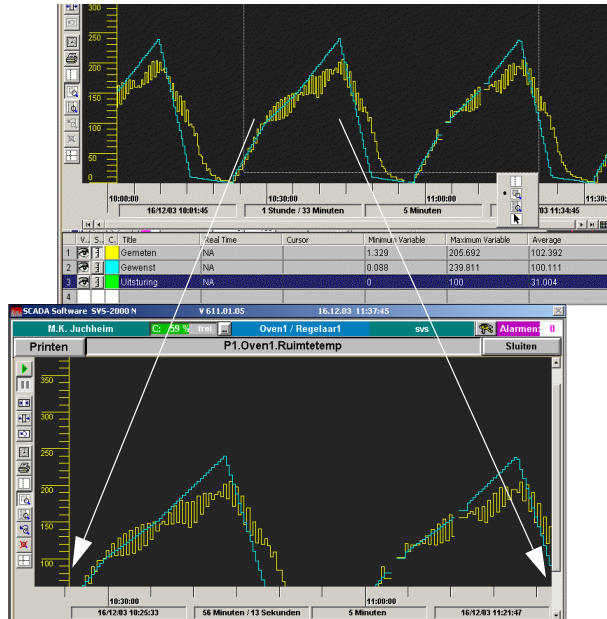 300
250
200
150
100
50
0
10:00:00 10:30:00 11:00:00 11:30:
16/12/03 10:01:45 1 Stunde / 33 Minuten 5 Minuten /03 11:34:45
V.. S.. C. Title Real Time Cursor Minimum Variable Maximum Variable Average
1 Gemeten NA 1.329 205.692 102.392
2 Gewenst NA 0.088 239.811 100.111
3 Uitsturing NA 0 100 31.004
4
SCADA Software SVS-2000 N V 611.01.05 16.12.03 11:37:45
M.K. Juchheim C: 59 % frei Oven1 / Regelaar1 svs Alarmen: 0
Printen P1.Oven1.Ruimtetemp Sluiten
350
300
250
200
150
100
10:30:00 11:00:00
16/12/03 10:25:33 56 Minuten / 13 Sekunden 5 Minuten 16/12/03 11:21:47